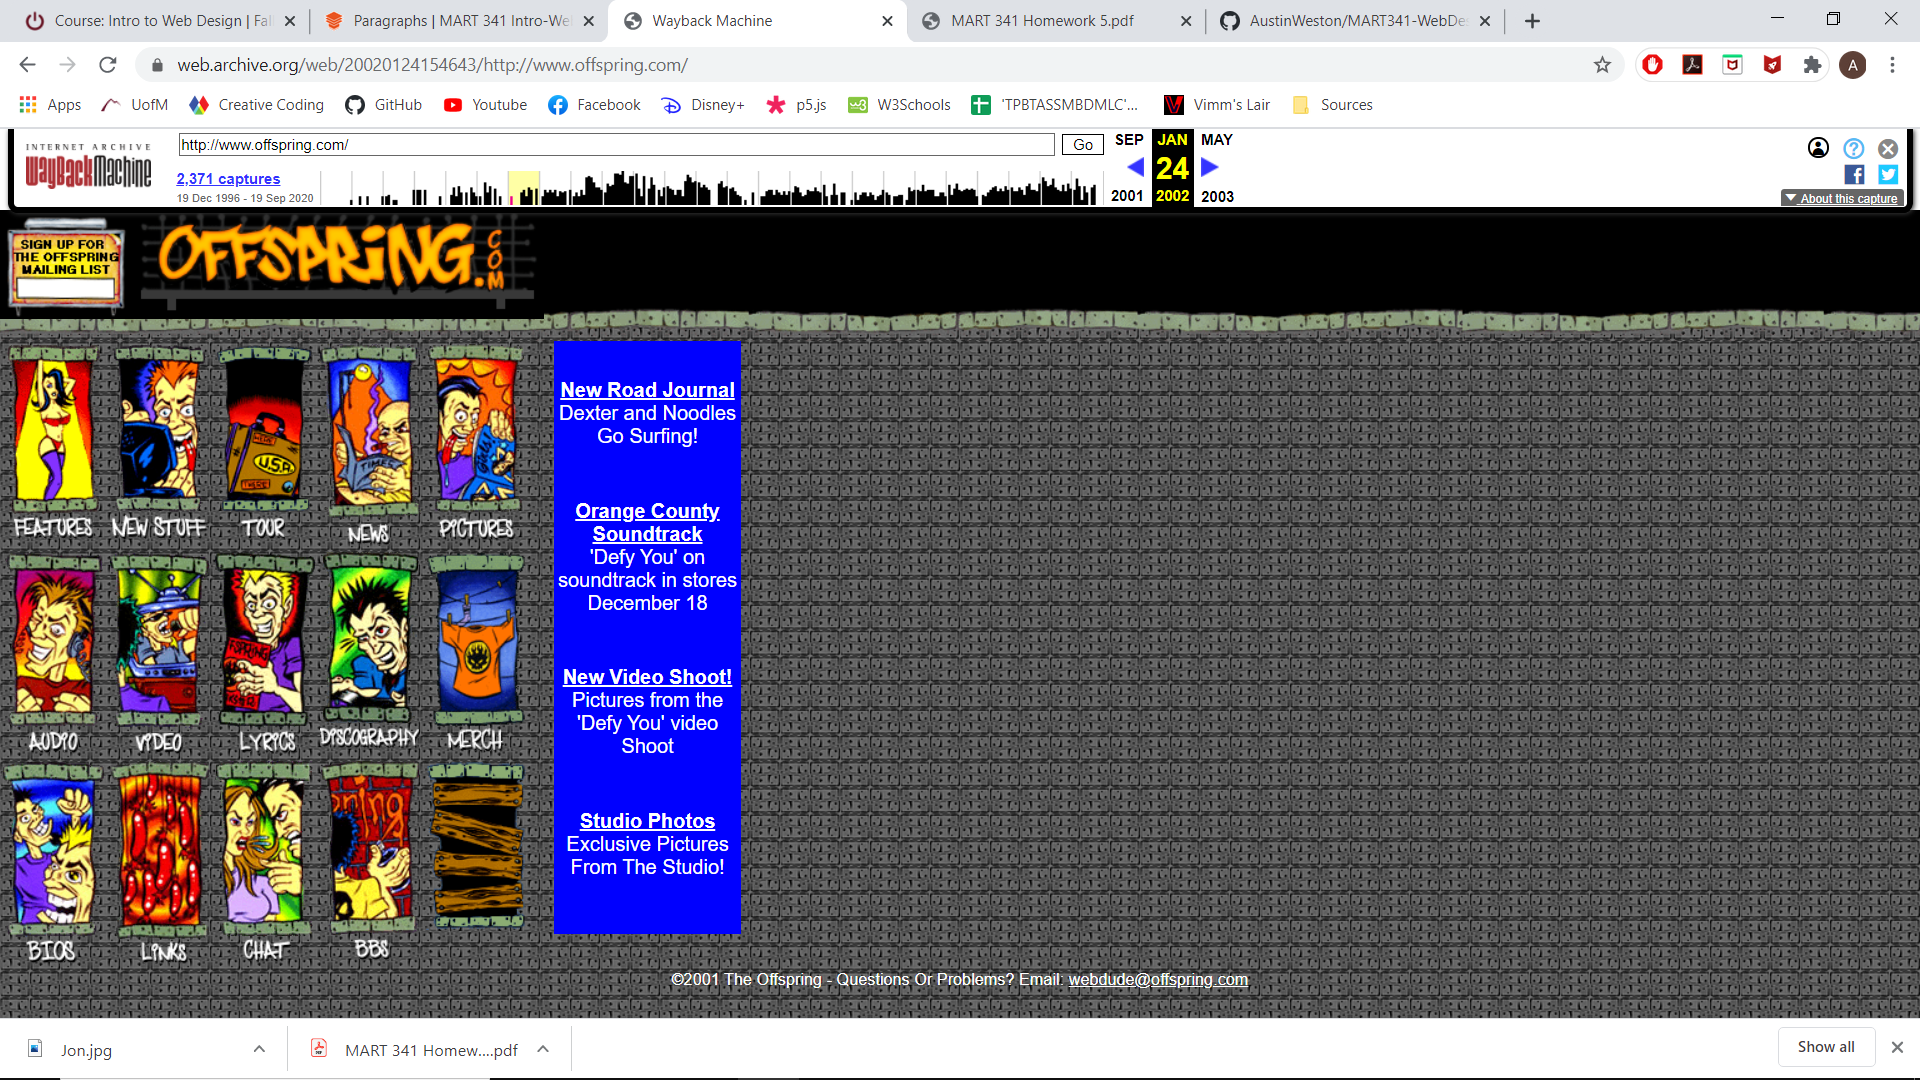 Course: Intro to Web Design | Fal
Paragraphs | MART 341 Intro-We
Wayback Machine
MART 341 Homework 5.pdf
AustinWeston/MART341-WebDe
web.archive.org/web/20020124154643/http://www.offspring.com/
A
Apps
UofM
Creative Coding
GitHub
Youtube
Facebook
Disney+
p5.js
W3Schools
'TPBTASSMBDMLC'...
Vimm's Lair
Sources
INTERNET ARCHIVE
WayBackMachine
http://www.offspring.com/
Go
SEP
JAN
MAY
24
2,371 captures
19 Dec 1996 - 19 Sep 2020
2001
2002
2003
About this capture
SIGN UP FOR
THE OFFSPRING
MAILING LIST
OFFSPRING.COM
U.S.A.
FEATURES
NEW STUFF
TOUR
NEWS
PICTURES
AUDIO
VIDEO
LYRICS
DISCOGRAPHY
MERCH
BIOS
LINKS
CHAT
BBS
New Road Journal
Dexter and Noodles
Go Surfing!
Orange County
Soundtrack
'Defy You' on
soundtrack in stores
December 18
New Video Shoot!
Pictures from the
'Defy You' video
Shoot
Studio Photos
Exclusive Pictures
From The Studio!
©2001 The Offspring - Questions Or Problems? Email: webdude@offspring.com
Jon.jpg
MART 341 Homew....pdf
Show all